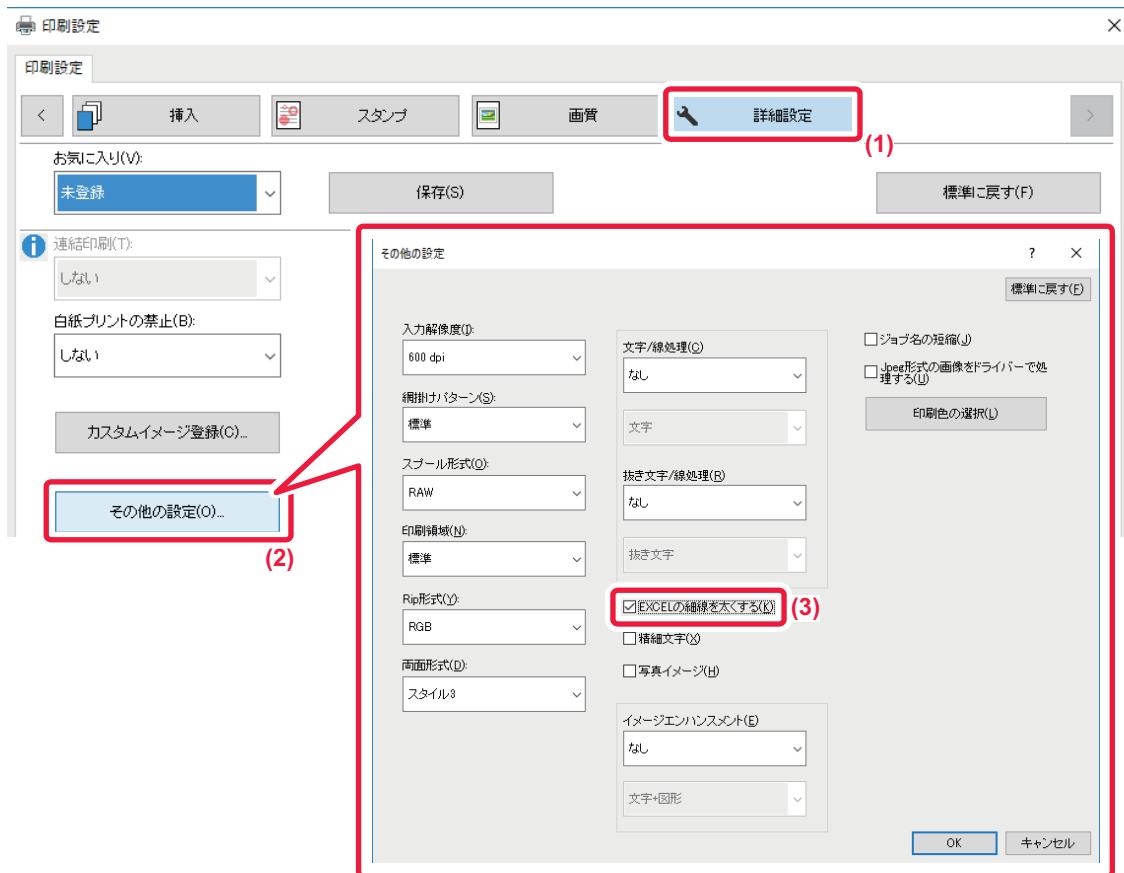 印刷設定
印刷設定
挿入
スタンプ
画質
詳細設定
(1)
お気に入り(V):
未登録
保存(S)
標準に戻す(F)
連結印刷(T):
しない
白紙プリントの禁止(B):
しない
カスタムイメージ登録(C)...
その他の設定(O)...
(2)
その他の設定
?
標準に戻す(F)
入力解像度(I):
600 dpi
網掛けパターン(S):
標準
スプール形式(O):
RAW
印刷領域(N):
標準
Rip形式(Y):
RGB
両面形式(D):
スタイル3
文字/線処理(C)
なし
文字
抜き文字/線処理(R)
なし
抜き文字
EXCELの細線を太くする(K)
(3)
精細文字(X)
写真イメージ(H)
イメージエンハンスメント(E)
なし
文字+図形
ジョブ名の短縮(J)
Jpeg形式の画像をドライバーで処
理する(U)
印刷色の選択(L)
OK
キャンセル